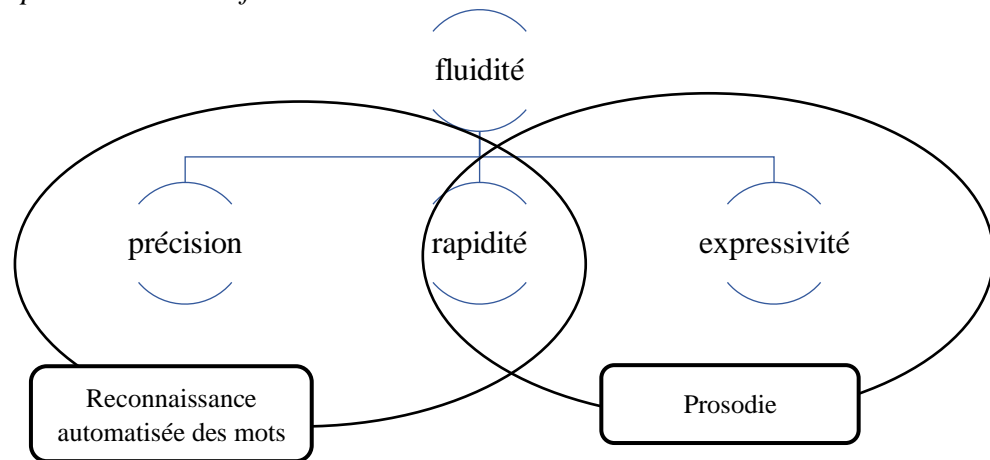 fluidité
précision
rapidité
expressivité
Reconnaissance
automatisée des mots
Prosodie